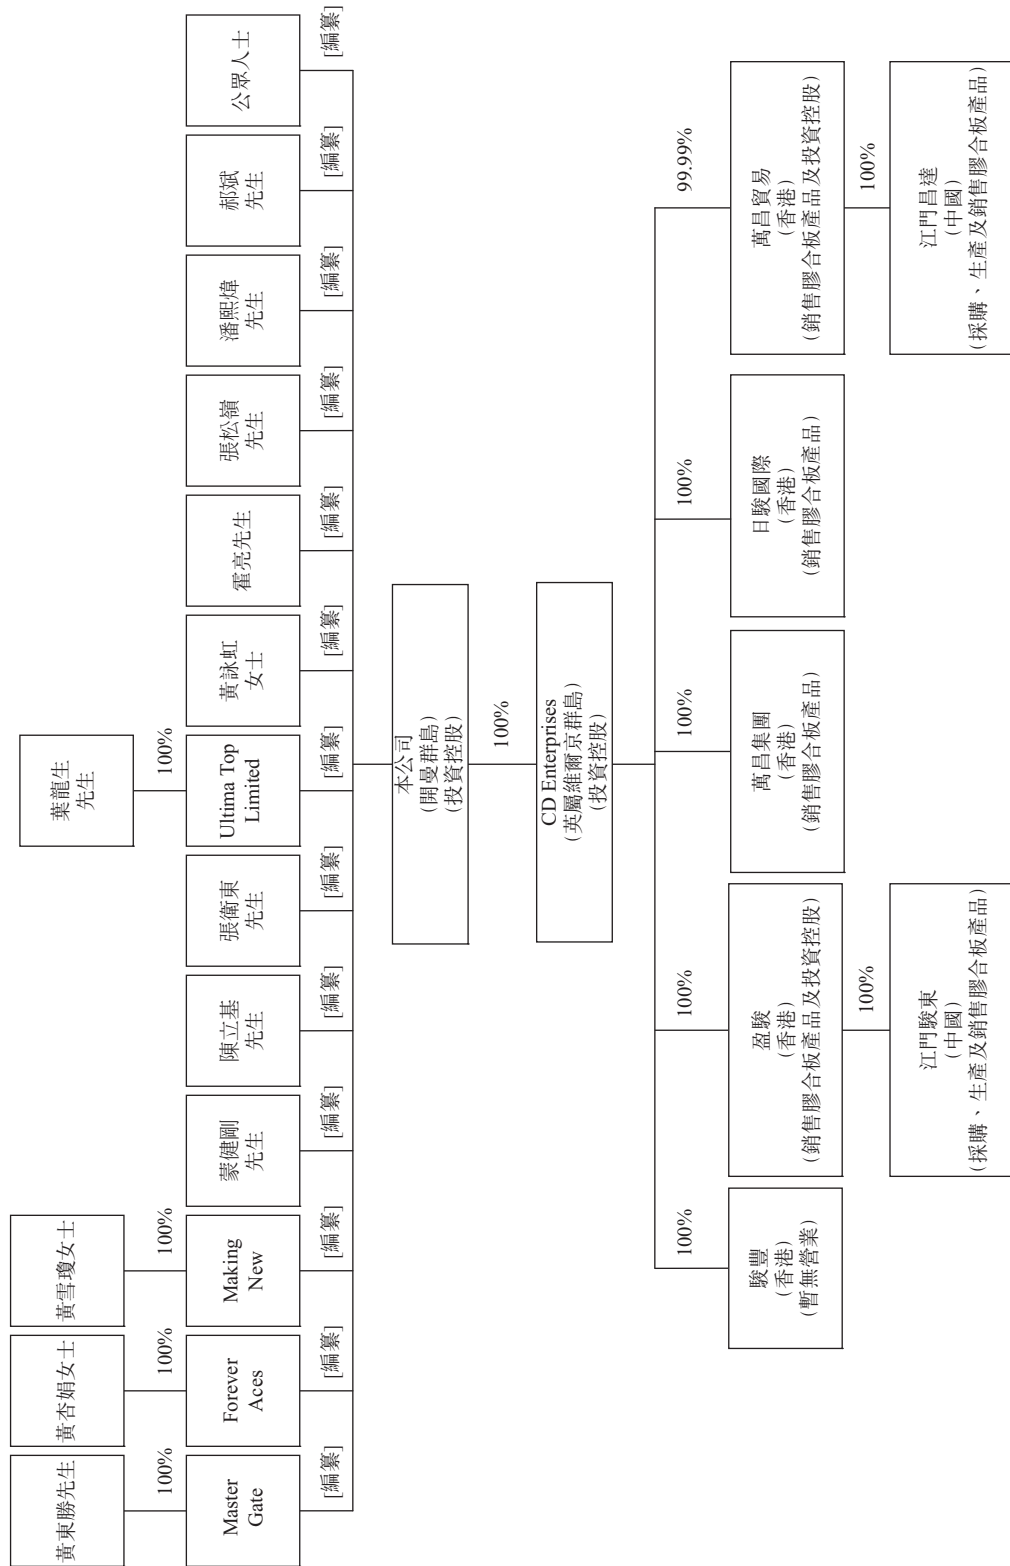 黃東勝先生
黃杏娟女士
黃雪瓊女士
葉龍生
先生
100%
100%
100%
100%
Master
Gate
Forever
Aces
Making
New
蒙健剛
先生
陳立基
先生
張衛東
先生
Ultima Top
Limited
黃詠虹
女士
霍亮先生
張松嶺
先生
潘熙煒
先生
郝斌
先生
公眾人士
[編纂]
[編纂]
[編纂]
[編纂]
[編纂]
[編纂]
[編纂]
[編纂]
[編纂]
[編纂]
[編纂]
[編纂]
[編纂]
本公司
(開曼群島)
(投資控股)
100%
CD Enterprises
(英屬維爾京群島)
(投資控股)
100%
100%
100%
100%
99.99%
駿豐
(香港)
(暫無營業)
盈駿
(香港)
(銷售膠合板產品及投資控股)
萬昌集團
(香港)
(銷售膠合板產品)
日駿國際
(香港)
(銷售膠合板產品)
萬昌貿易
(香港)
(銷售膠合板產品及投資控股)
100%
100%
江門駿東
(中國)
(採購、生產及銷售膠合板產品)
江門昌達
(中國)
(採購、生產及銷售膠合板產品)